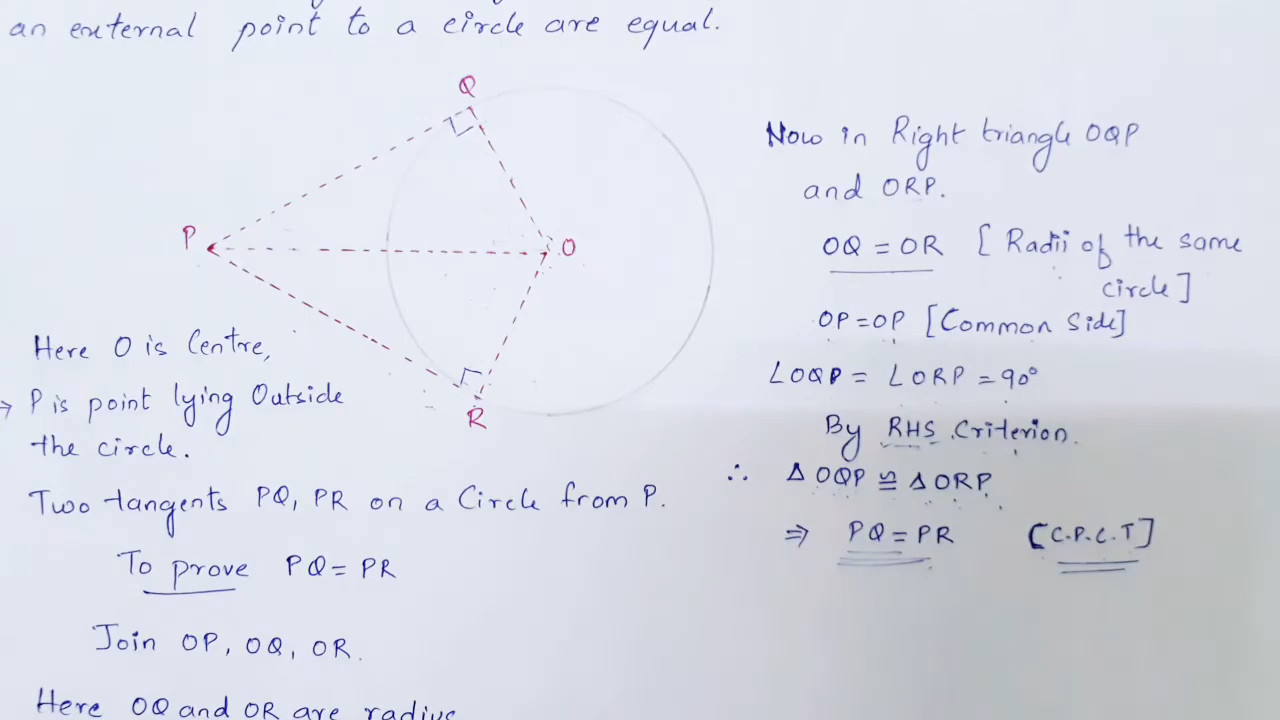 an external point to a circle are equal.
Q
P
O
R
Here O is Centre,
→ P is point lying Outside
the circle.
Two tangents PQ, PR on a Circle from P.
To prove PQ = PR
Join OP, OQ, OR.
Here OQ and OR are radius
Now in Right triangle OQP
and ORP.
OQ = OR [Radii of the same
circle]
OP = OP [Common Side]
∠OQP = ∠ORP = 90°
By RHS Criterion.
∴ Δ OQP ≌ Δ ORP
⇒ PQ = PR [C.P.C.T]